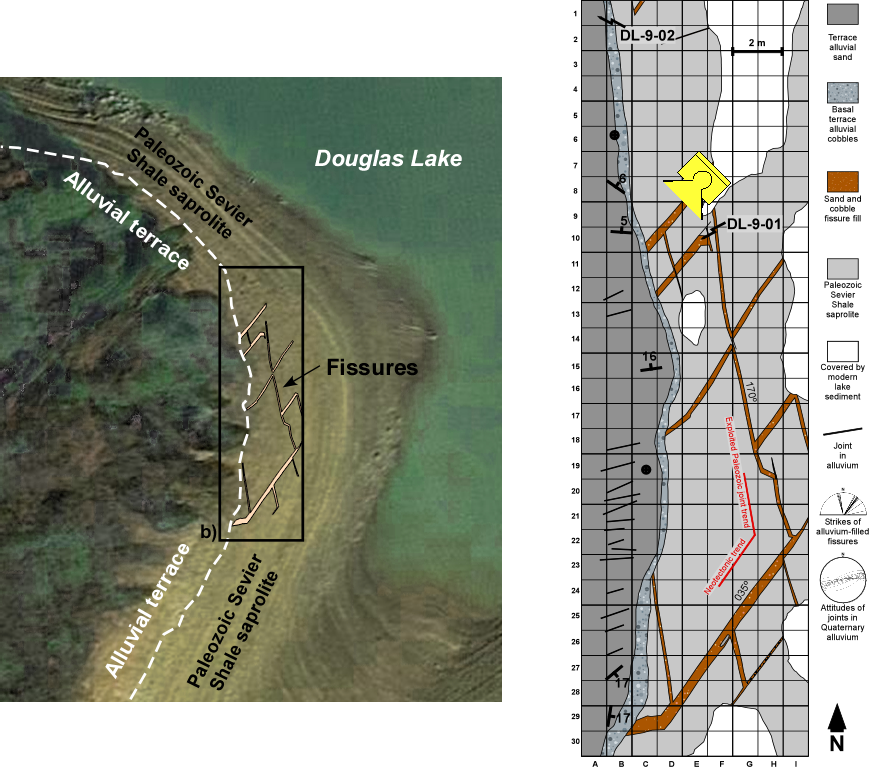 Douglas Lake
Paleozoic Sevier
Shale saprolite
Alluvial terrace
Fissures
b)
Alluvial terrace
Paleozoic Sevier
Shale saprolite
1
2
3
4
5
6
7
8
9
10
11
12
13
14
15
16
17
18
19
20
21
22
23
24
25
26
27
28
29
30
A B C D E F G H I
DL-9-02
2 m
6
5
DL-9-01
16
170º
Exploited Paleozoic joint trend
Neotectonic trend
035º
17
17
Terrace
alluvial
sand
Basal
terrace
alluvial
cobbles
Sand and
cobble
fissure fill
Paleozoic
Sevier
Shale
saprolite
Covered by
modern
lake
sediment
Joint
in
alluvium
N
Strikes of
alluvium-filled
fissures
N
Attitudes of
joints in
Quaternary
alluvium
N